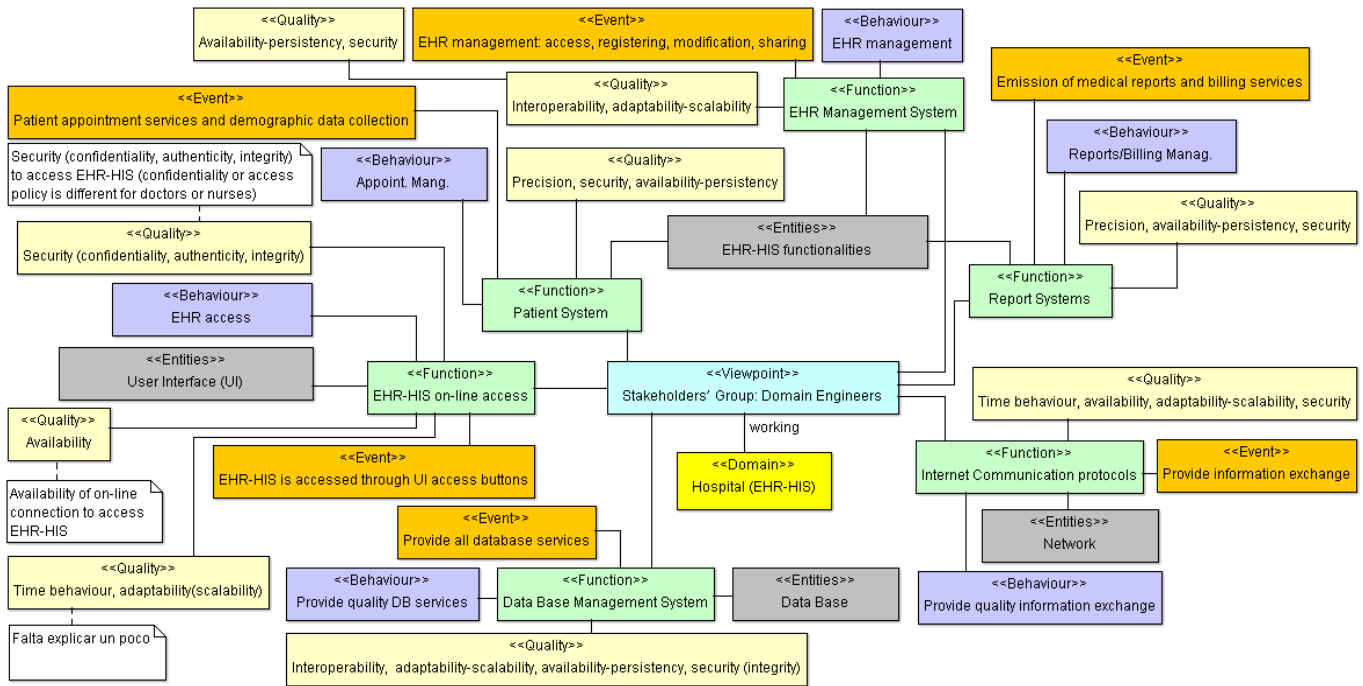 <<Quality>>
Availability-persistency, security
<<Event>>
EHR management: access, registering, modification, sharing
<<Behaviour>>
EHR management
<<Event>>
Emission of medical reports and billing services
<<Quality>>
Interoperability, adaptability-scalability
<<Function>>
EHR Management System
<<Event>>
Patient appointment services and demographic data collection
Security (confidentiality, authenticity, integrity)
to access EHR-HIS (confidentiality or access
policy is different for doctors or nurses)
<<Behaviour>>
Appoint. Mang.
<<Quality>>
Precision, security, availability-persistency
<<Behaviour>>
Reports/Billing Manag.
<<Quality>>
Precision, availability-persistency, security
<<Quality>>
Security (confidentiality, authenticity, integrity)
<<Entities>>
EHR-HIS functionalities
<<Function>>
Patient System
<<Function>>
Report Systems
<<Behaviour>>
EHR access
<<Entities>>
User Interface (UI)
<<Function>>
EHR-HIS on-line access
<<Viewpoint>>
Stakeholders' Group: Domain Engineers
working
<<Quality>>
Time behaviour, availability, adaptability-scalability, security
<<Quality>>
Availability
<<Event>>
EHR-HIS is accessed through UI access buttons
<<Domain>>
Hospital (EHR-HIS)
<<Function>>
Internet Communication protocols
<<Event>>
Provide information exchange
Availability of on-line
connection to access
EHR-HIS
<<Event>>
Provide all database services
<<Entities>>
Network
<<Quality>>
Time behaviour, adaptability(scalability)
<<Behaviour>>
Provide quality DB services
<<Function>>
Data Base Management System
<<Entities>>
Data Base
<<Behaviour>>
Provide quality information exchange
Falta explicar un poco
<<Quality>>
Interoperability,  adaptability-scalability, availability-persistency, security (integrity)